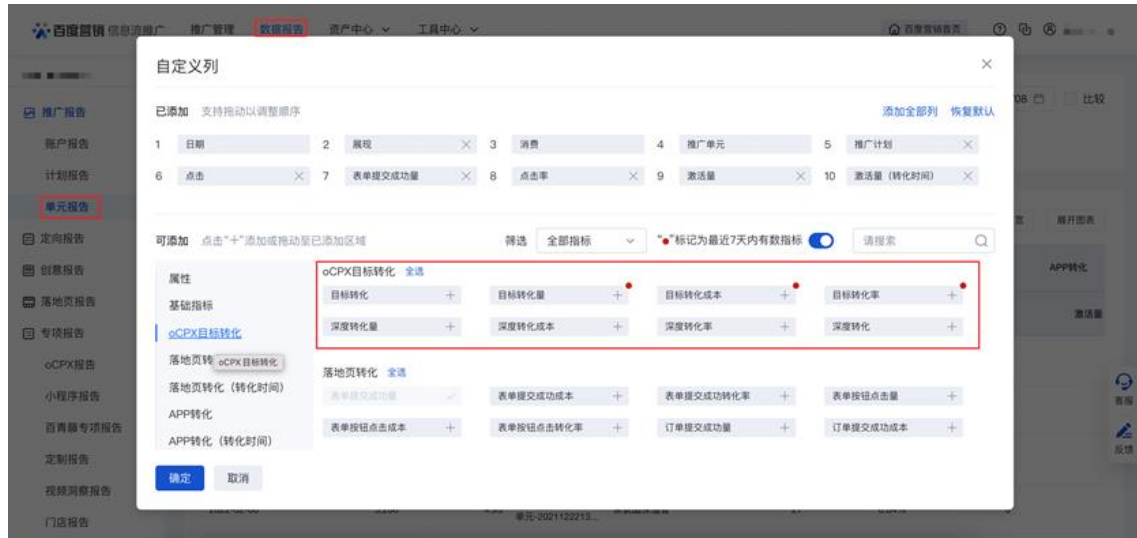 百度营销 信息流推广 推广管理 数据报告 资产中心 工具中心 百度营销首页
自定义列
已添加 支持拖动以调整顺序 添加全部列 恢复默认
1 日期 2 展现 3 消费 4 推广单元 5 推广计划
6 点击 7 表单提交成功量 8 点击率 9 激活量 10 激活量（转化时间）
可添加 点击"+"添加或拖动至已添加区域 筛选 全部指标 "●"标记为最近7天内有数指标 请搜索
属性
基础指标
oCPX目标转化
落地页转
oCPX目标转化
落地页转化（转化时间）
APP转化
APP转化（转化时间）
oCPX目标转化 全选
目标转化 目标转化量 目标转化成本 目标转化率
深度转化量 深度转化成本 深度转化率 深度转化
落地页转化 全选
表单提交成功量 表单提交成功成本 表单提交成功转化率 表单按钮点击量
表单按钮点击成本 表单按钮点击转化率 订单提交成功量 订单提交成功成本
确定 取消
推广报告
账户报告
计划报告
单元报告
定向报告
创意报告
落地页报告
专项报告
oCPX报告
小程序报告
百青藤专项报告
定制报告
视频洞察报告
门店报告
08 比较
展开图表
APP转化
激活量
客服
反馈
单元-2021122213...